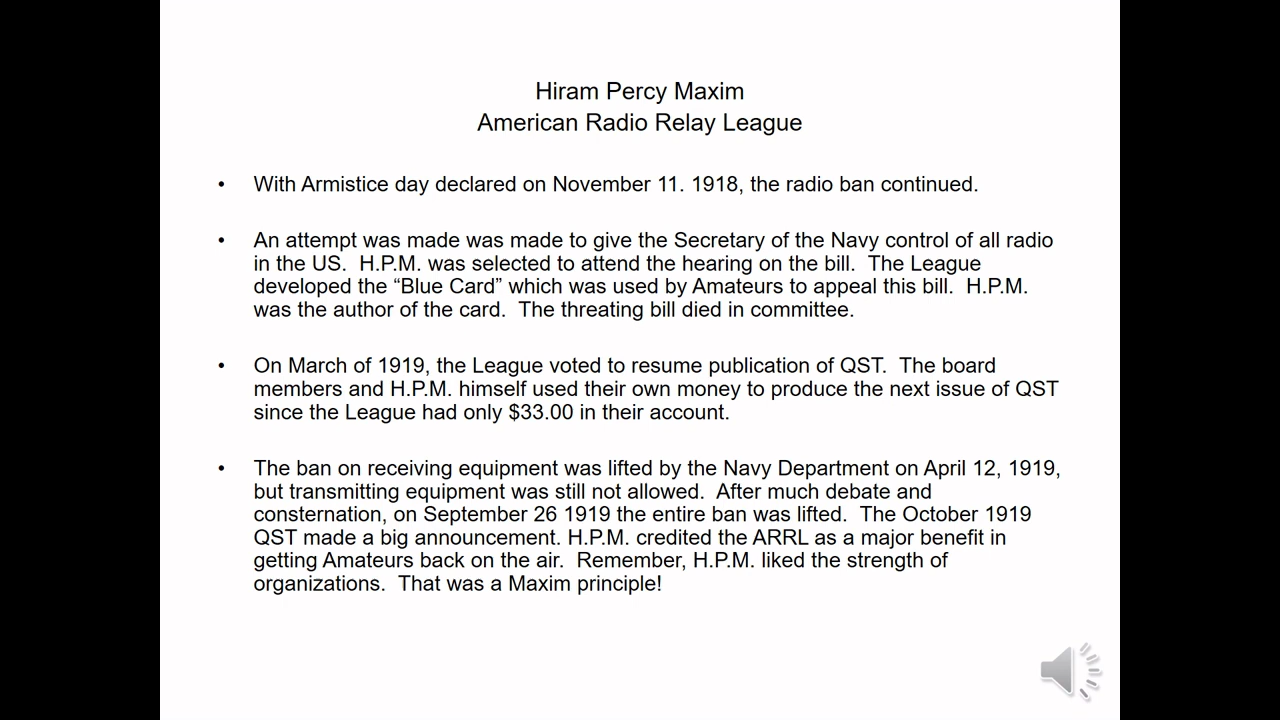 Hiram Percy Maxim
American Radio Relay League
• With Armistice day declared on November 11. 1918, the radio ban continued.
• An attempt was made was made to give the Secretary of the Navy control of all radio
in the US.  H.P.M. was selected to attend the hearing on the bill.  The League
developed the “Blue Card” which was used by Amateurs to appeal this bill.  H.P.M.
was the author of the card.  The threating bill died in committee.
• On March of 1919, the League voted to resume publication of QST.  The board
members and H.P.M. himself used their own money to produce the next issue of QST
since the League had only $33.00 in their account.
• The ban on receiving equipment was lifted by the Navy Department on April 12, 1919,
but transmitting equipment was still not allowed.  After much debate and
consternation, on September 26 1919 the entire ban was lifted.  The October 1919
QST made a big announcement. H.P.M. credited the ARRL as a major benefit in
getting Amateurs back on the air.  Remember, H.P.M. liked the strength of
organizations.  That was a Maxim principle!